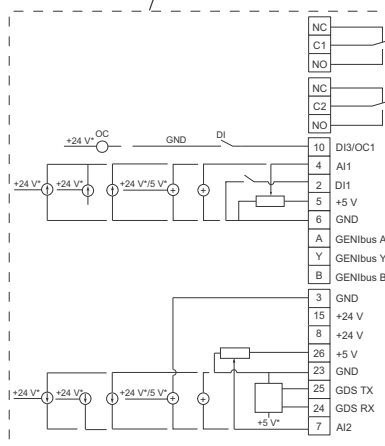 NC
C1
NO
NC
C2
NO
+24 V* OC GND DI 10 DI3/OC1
4 AI1
+24 V* +24 V* +24 V*/5 V* 2 DI1
5 +5 V
6 GND
A GENIbus A
Y GENIbus Y
B GENIbus B
3 GND
15 +24 V
8 +24 V
26 +5 V
23 GND
+24 V* +24 V* +24 V*/5 V* 25 GDS TX
24 GDS RX
+5 V* 7 AI2